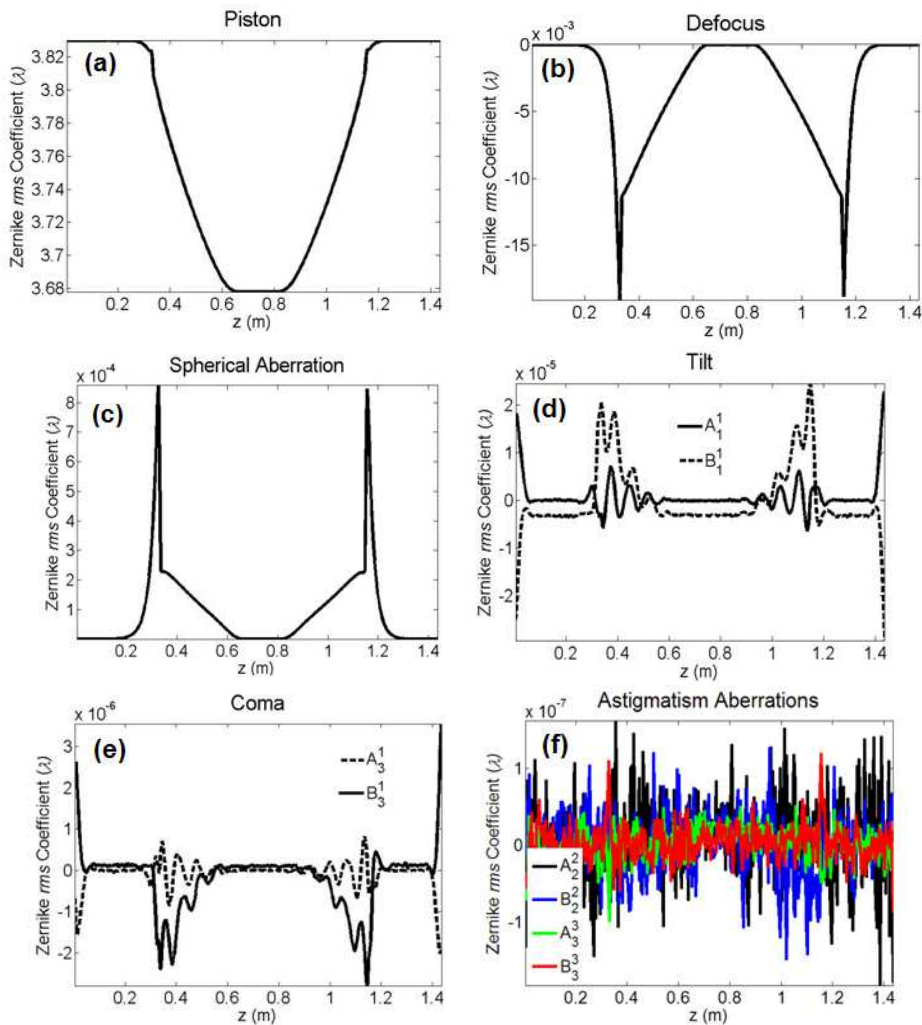 Piston
(a)
Zernike rms Coefficient (λ)
3.82
3.8
3.78
3.76
3.74
3.72
3.7
3.68
0.2 0.4 0.6 0.8 1 1.2 1.4
z (m)
Defocus
x 10⁻³
(b)
Zernike rms Coefficient (λ)
0
-5
-10
-15
0.2 0.4 0.6 0.8 1 1.2 1.4
z (m)
Spherical Aberration
x 10⁻⁴
(c)
Zernike rms Coefficient (λ)
8
7
6
5
4
3
2
1
0.2 0.4 0.6 0.8 1 1.2 1.4
z (m)
Tilt
x 10⁻⁵
(d)
Zernike rms Coefficient (λ)
2
1
0
-1
-2
A₁¹
B₁¹
0.2 0.4 0.6 0.8 1 1.2 1.4
z (m)
Coma
x 10⁻⁶
(e)
Zernike rms Coefficient (λ)
3
2
1
0
-1
-2
A₃¹
B₃¹
0.2 0.4 0.6 0.8 1 1.2 1.4
z (m)
Astigmatism Aberrations
x 10⁻⁷
(f)
Zernike rms Coefficient (λ)
1
0
-1
A₂²
B₂²
A₃³
B₃³
0.2 0.4 0.6 0.8 1 1.2 1.4
z (m)